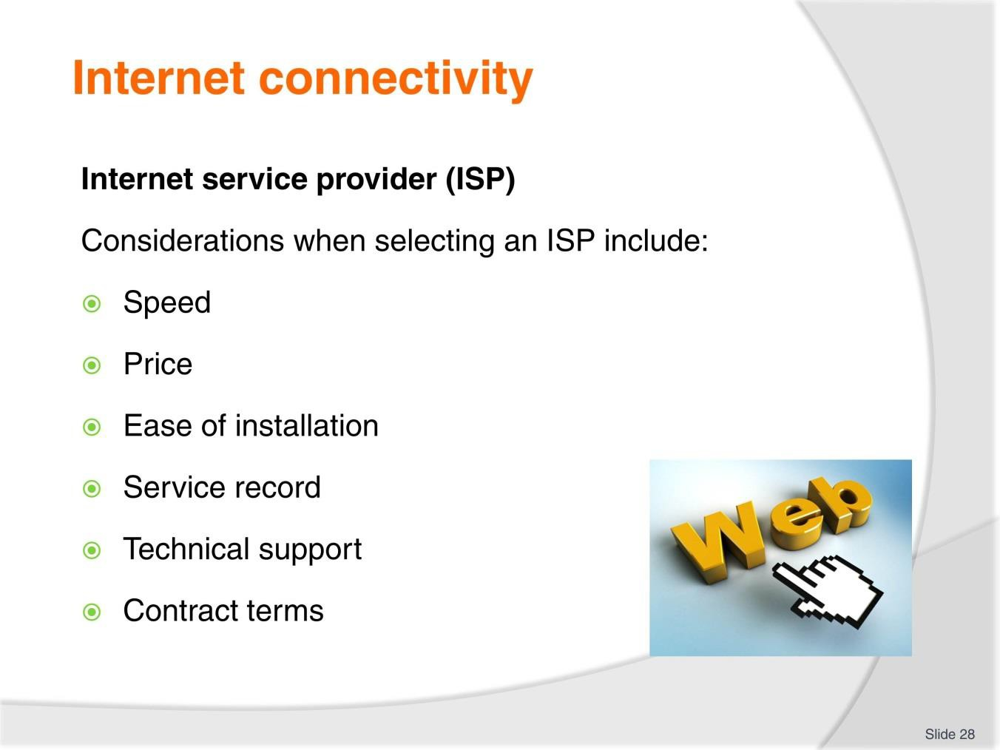 Internet connectivity
Internet service provider (ISP)
Considerations when selecting an ISP include:
Speed
Price
Ease of installation
Service record
Technical support
Contract terms
Web
Slide 28